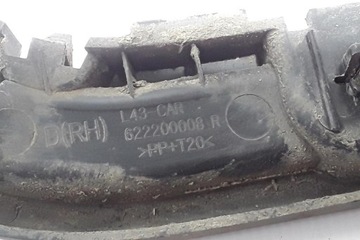 D(RH)
L43-CAR
622200008 R
>PP+T20<